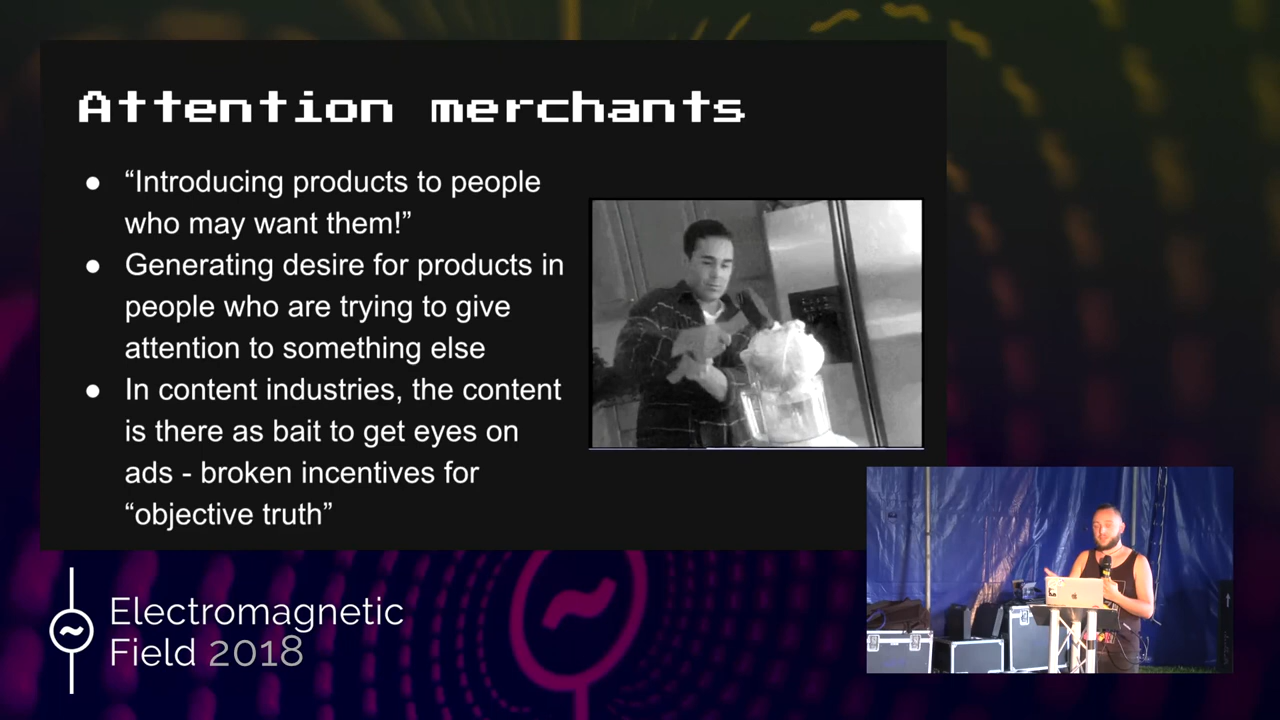 Attention merchants
● “Introducing products to people
who may want them!”
● Generating desire for products in
people who are trying to give
attention to something else
● In content industries, the content
is there as bait to get eyes on
ads - broken incentives for
“objective truth”
Electromagnetic
Field 2018